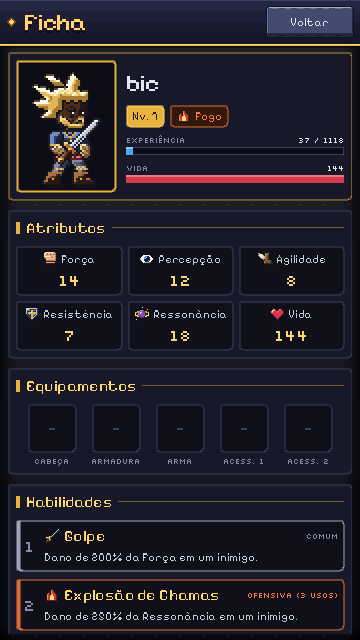 Ficha
Voltar
bic
Nv. 7
Fogo
EXPERIÊNCIA 37 / 1118
VIDA 144
Atributos
Força
14
Percepção
12
Agilidade
8
Resistência
7
Ressonância
18
Vida
144
Equipamentos
-
-
-
-
-
CABEÇA
ARMADURA
ARMA
ACESS. 1
ACESS. 2
Habilidades
1
Golpe
COMUM
Dano de 200% da Força em um inimigo.
2
Explosão de Chamas
OFENSIVA (3 USOS)
Dano de 280% da Ressonância em um inimigo.